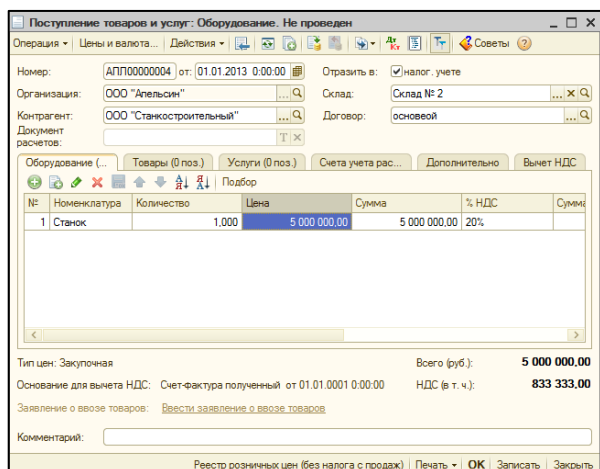 Поступление товаров и услуг: Оборудование. Не проведен
Операция Цены и валюта... Действия Дт Кт Советы
Номер: АПП00000004 от: 01.01.2013 0:00:00 Отразить в: налог. учете
Организация: ООО "Апельсин" Склад: Склад № 2
Контрагент: ООО "Станкостроительный" Договор: основеой
Документ расчетов:
Оборудование (... Товары (0 поз.) Услуги (0 поз.) Счета учета рас... Дополнительно Вычет НДС
Подбор
№ Номенклатура Количество Цена Сумма % НДС Сумма
1 Станок 1,000 5 000 000,00 5 000 000,00 20%
Тип цен: Закупочная Всего (руб.): 5 000 000,00
Основание для вычета НДС: Счет-фактура полученный от 01.01.0001 0:00:00 НДС (в т. ч.): 833 333,00
Заявление о ввозе товаров: Ввести заявление о ввозе товаров
Комментарий:
Реестр розничных цен (без налога с продаж) Печать OK Записать Закрыть